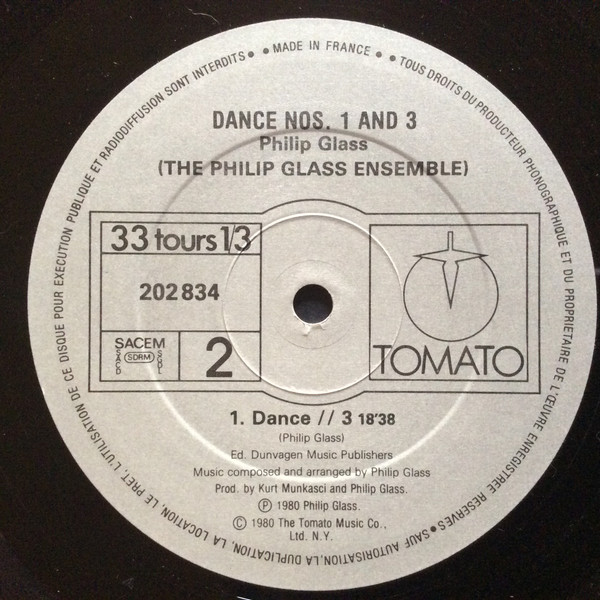 • MADE IN FRANCE • • TOUS DROITS DU PRODUCTEUR PHONOGRAPHIQUE ET DU PROPRIETAIRE DE L'ŒUVRE ENREGISTREE RESERVES • SAUF AUTORISATION, LA DUPLICATION, LA LOCATION, LE PRET, L'UTILISATION DE CE DISQUE POUR EXECUTION PUBLIQUE ET RADIODIFFUSION SONT INTERDITS •
DANCE NOS. 1 AND 3
Philip Glass
(THE PHILIP GLASS ENSEMBLE)
33 tours 1/3
202 834
SACEM
SACD
SDRM
SGDL
2
TOMATO
1. Dance // 3 18'38
(Philip Glass)
Ed. Dunvagen Music Publishers
Music composed and arranged by Philip Glass
Prod. by Kurt Munkasci and Philip Glass.
Ⓟ 1980 Philip Glass.
© 1980 The Tomato Music Co.,
Ltd. N.Y.